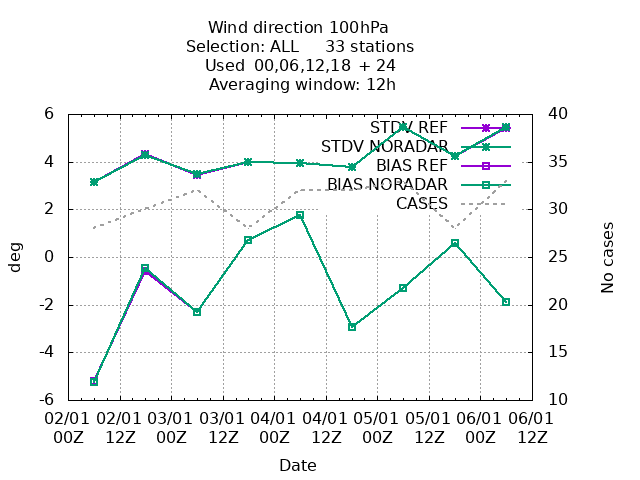 Wind direction 100hPa
Selection: ALL 33 stations
Used 00,06,12,18 + 24
Averaging window: 12h
6 40
STDV REF
STDV NORADAR
4 35
BIAS REF
BIAS NORADAR
CASES
2 30
0 25
deg
No cases
-2 20
-4 15
-6 10
02/01 02/01 03/01 03/01 04/01 04/01 05/01 05/01 06/01 06/01
00Z 12Z 00Z 12Z 00Z 12Z 00Z 12Z 00Z 12Z
Date